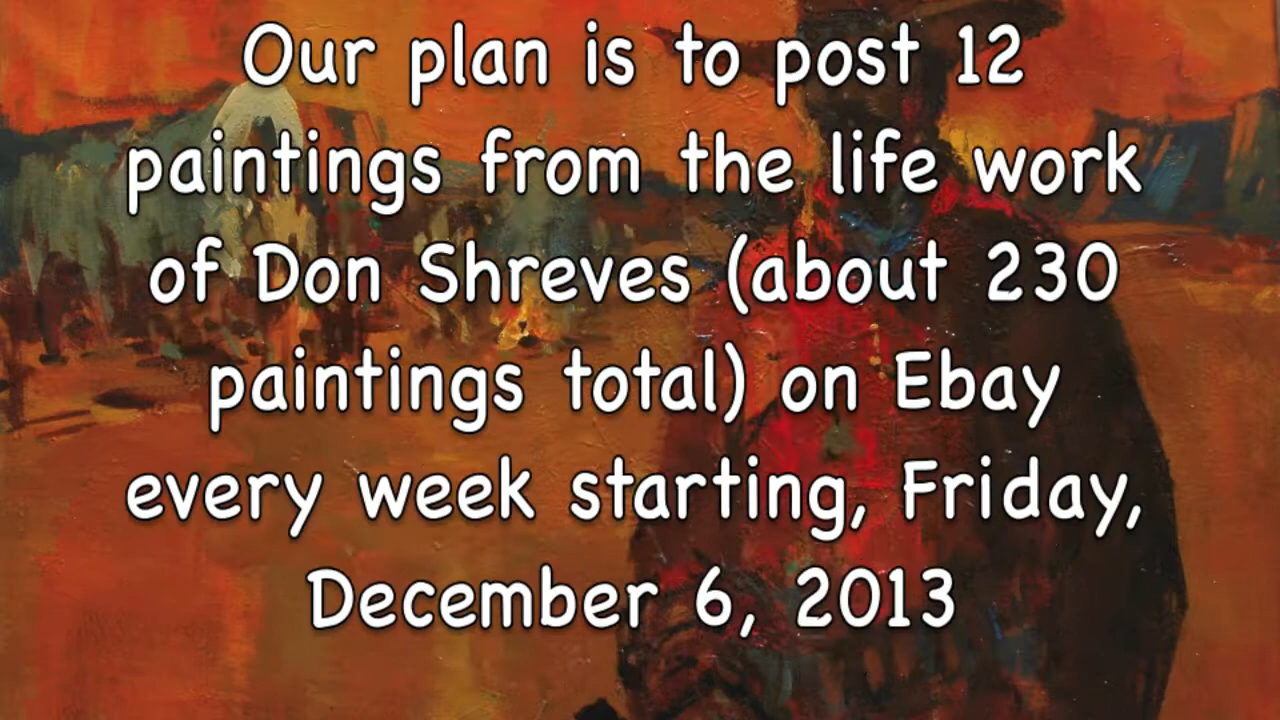 Our plan is to post 12
paintings from the life work
of Don Shreves (about 230
paintings total) on Ebay
every week starting, Friday,
December 6, 2013